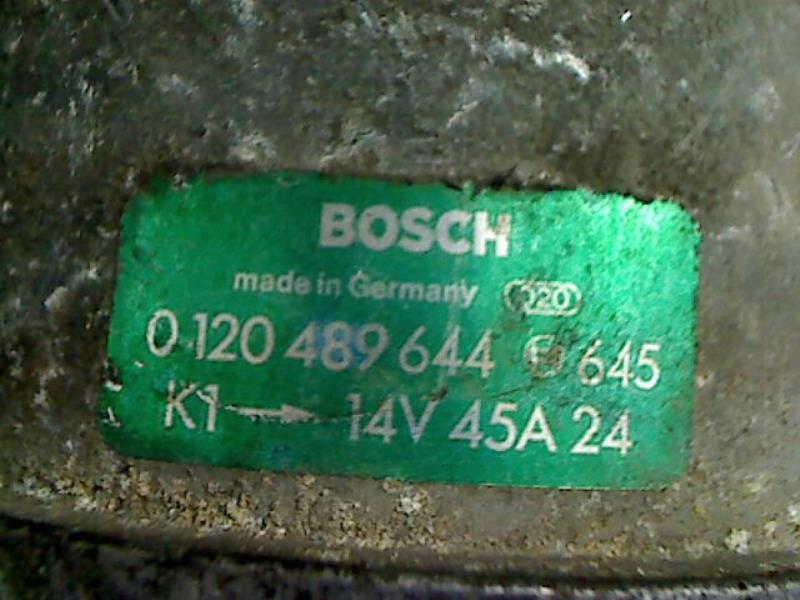 BOSCH
made in Germany 020
0 120 489 644 645
K1 → 14V 45A 24